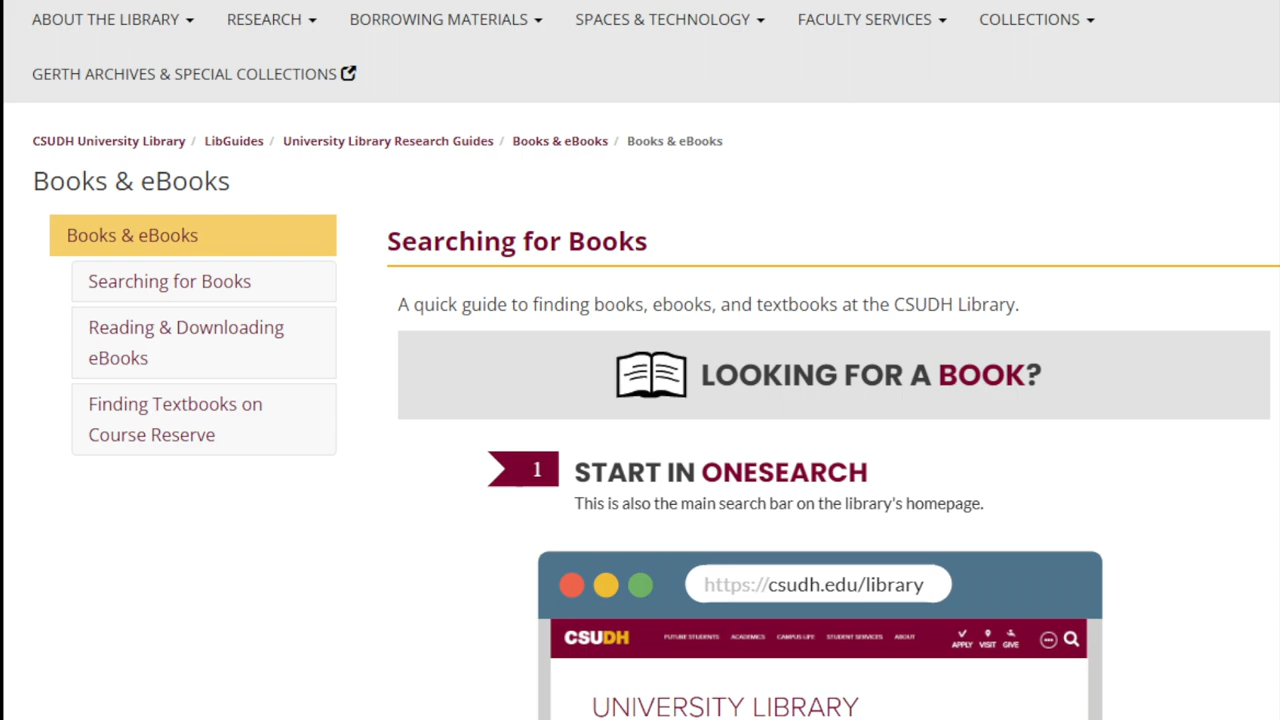 ABOUT THE LIBRARY RESEARCH BORROWING MATERIALS SPACES & TECHNOLOGY FACULTY SERVICES COLLECTIONS
GERTH ARCHIVES & SPECIAL COLLECTIONS
CSUDH University Library / LibGuides / University Library Research Guides / Books & eBooks / Books & eBooks
Books & eBooks
Books & eBooks
Searching for Books
Reading & Downloading
eBooks
Finding Textbooks on
Course Reserve
Searching for Books
A quick guide to finding books, ebooks, and textbooks at the CSUDH Library.
LOOKING FOR A BOOK?
1 START IN ONESEARCH
This is also the main search bar on the library's homepage.
https://csudh.edu/library
CSUDH FUTURE STUDENTS ACADEMICS CAMPUS LIFE STUDENT SERVICES ABOUT APPLY VISIT GIVE
UNIVERSITY LIBRARY